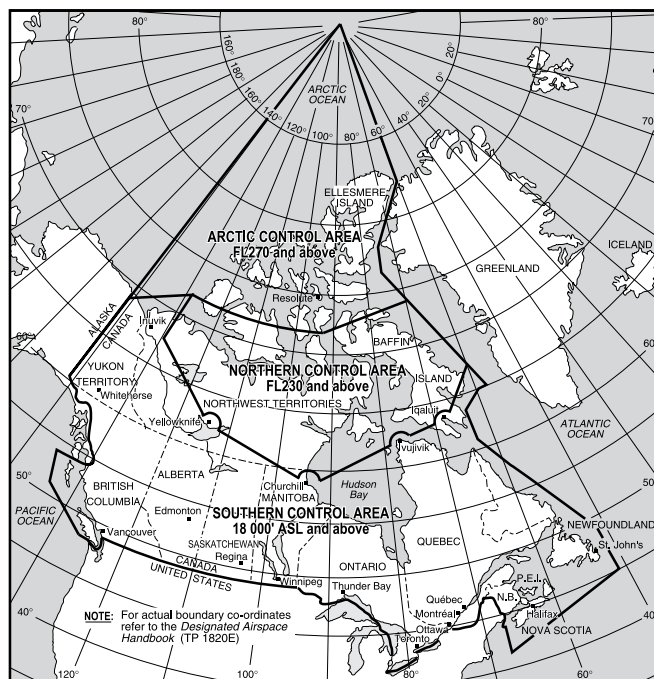 80°
70°
60°
50°
40°
160°
160°
160°
140°
120°
100°
80°
60°
40°
20°
0°
20°
80°
70°
60°
50°
40°
ARCTIC
OCEAN
ELLESMERE
ISLAND
ARCTIC CONTROL AREA
FL270 and above
Resolute
GREENLAND
ICELAND
ALASKA
CANADA
Inuvik
BAFFIN
ISLAND
YUKON
TERRITORY
Whitehorse
NORTHERN CONTROL AREA
FL230 and above
NORTHWEST TERRITORIES
Yellowknife
Iqaluit
Ivujivik
ATLANTIC
OCEAN
PACIFIC
OCEAN
BRITISH
COLUMBIA
ALBERTA
Edmonton
Churchill
MANITOBA
Hudson
Bay
SOUTHERN CONTROL AREA
18 000' ASL and above
Vancouver
SASKATCHEWAN
Regina
CANADA
UNITED STATES
Winnipeg
ONTARIO
Thunder Bay
QUEBEC
NEWFOUNDLAND
St. John's
P.E.I.
N.B.
Québec
Montréal
Ottawa
Toronto
Halifax
NOVA SCOTIA
NOTE: For actual boundary co-ordinates
refer to the Designated Airspace
Handbook (TP 1820E)
120°
100°
80°
60°